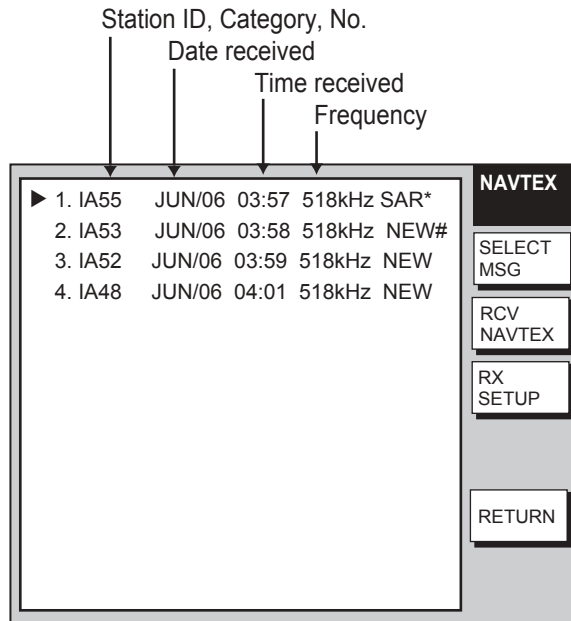 Station ID, Category, No.
Date received
Time received
Frequency
▶ 1. IA55 JUN/06 03:57 518kHz SAR*
2. IA53 JUN/06 03:58 518kHz NEW#
3. IA52 JUN/06 03:59 518kHz NEW
4. IA48 JUN/06 04:01 518kHz NEW
NAVTEX
SELECT
MSG
RCV
NAVTEX
RX
SETUP
RETURN